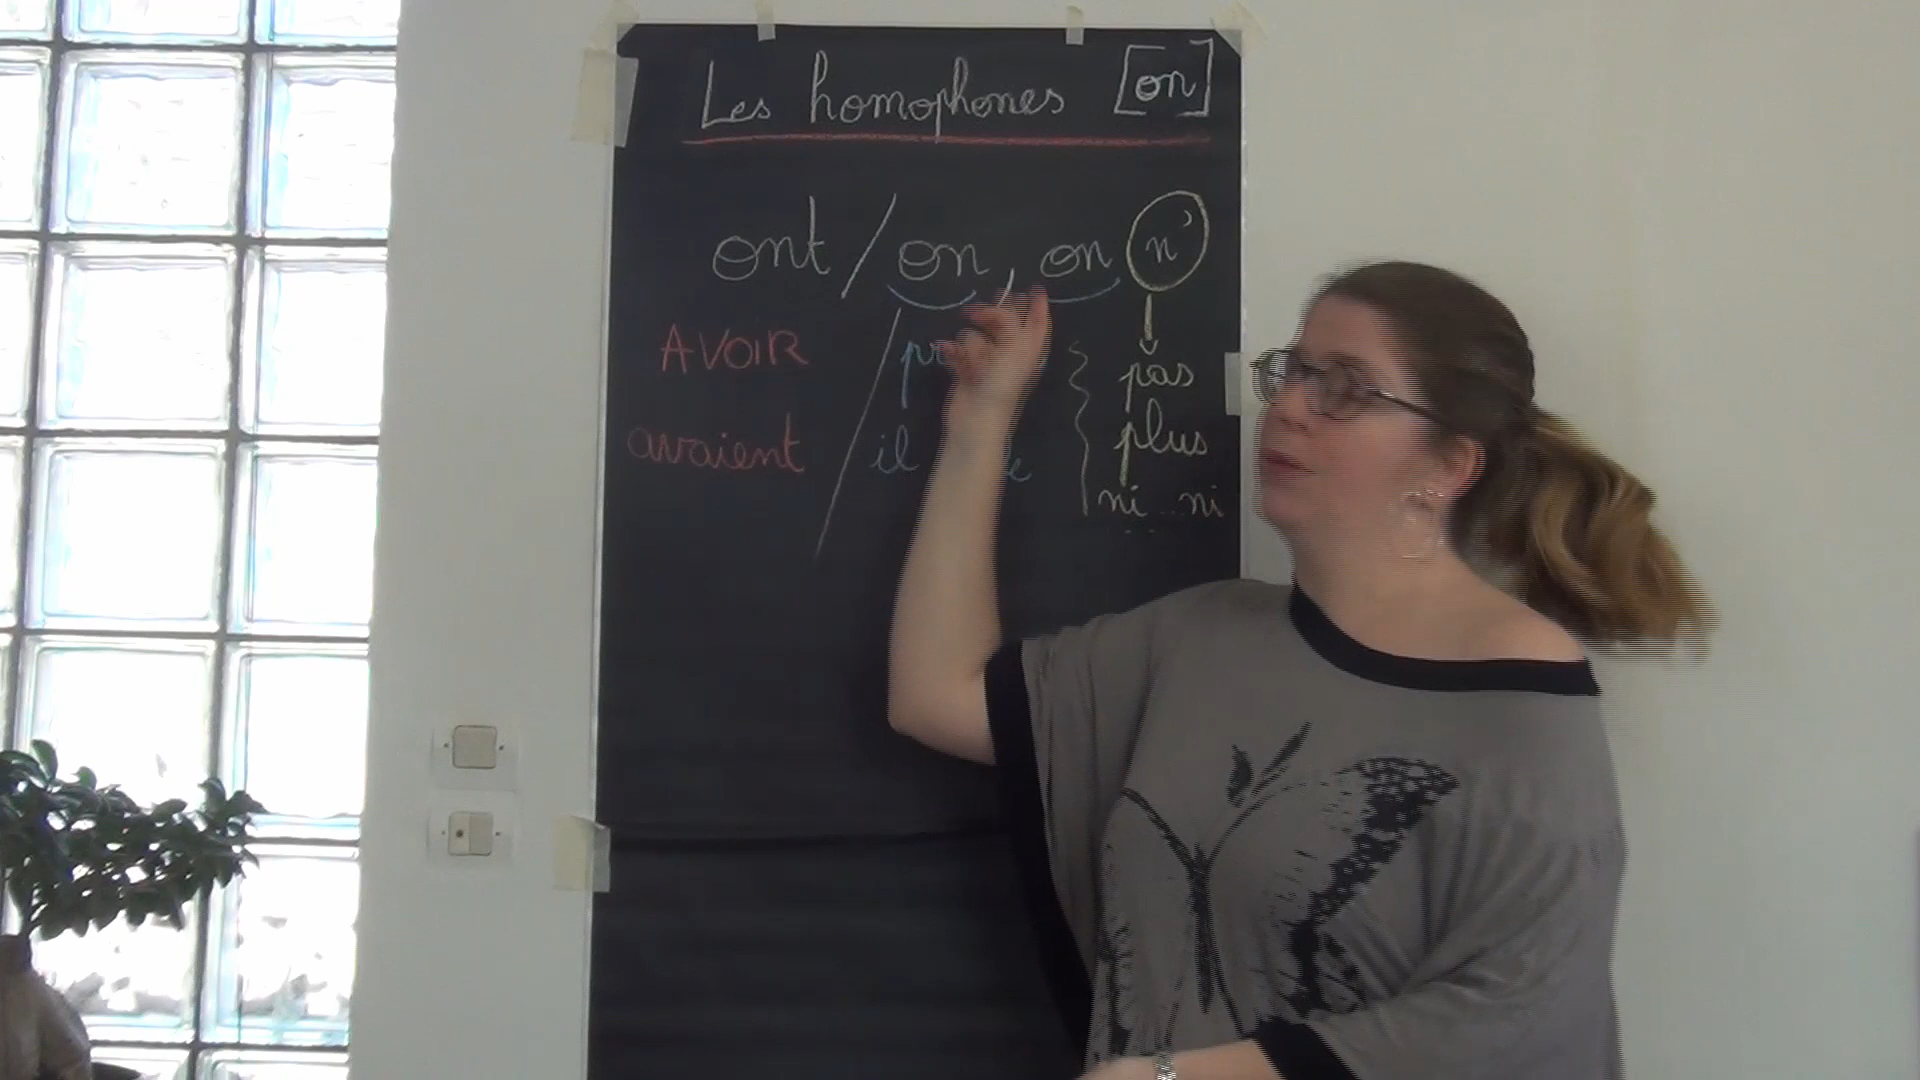 Les homophones [on]
ont / on, on n'
AVOIR / pas
avaient / il plus
ni...ni